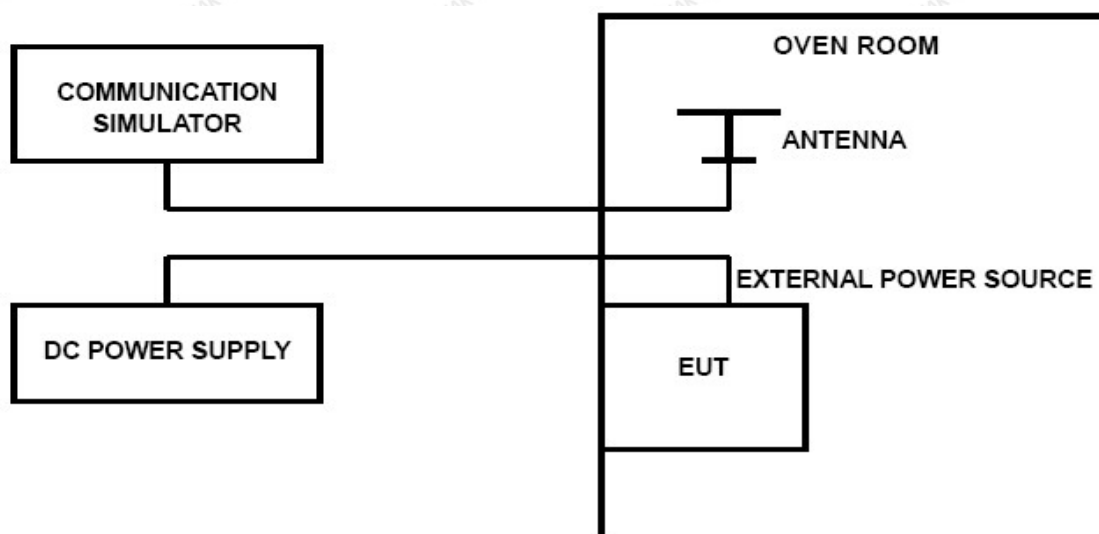 OVEN ROOM
COMMUNICATION
SIMULATOR
ANTENNA
EXTERNAL POWER SOURCE
DC POWER SUPPLY
EUT